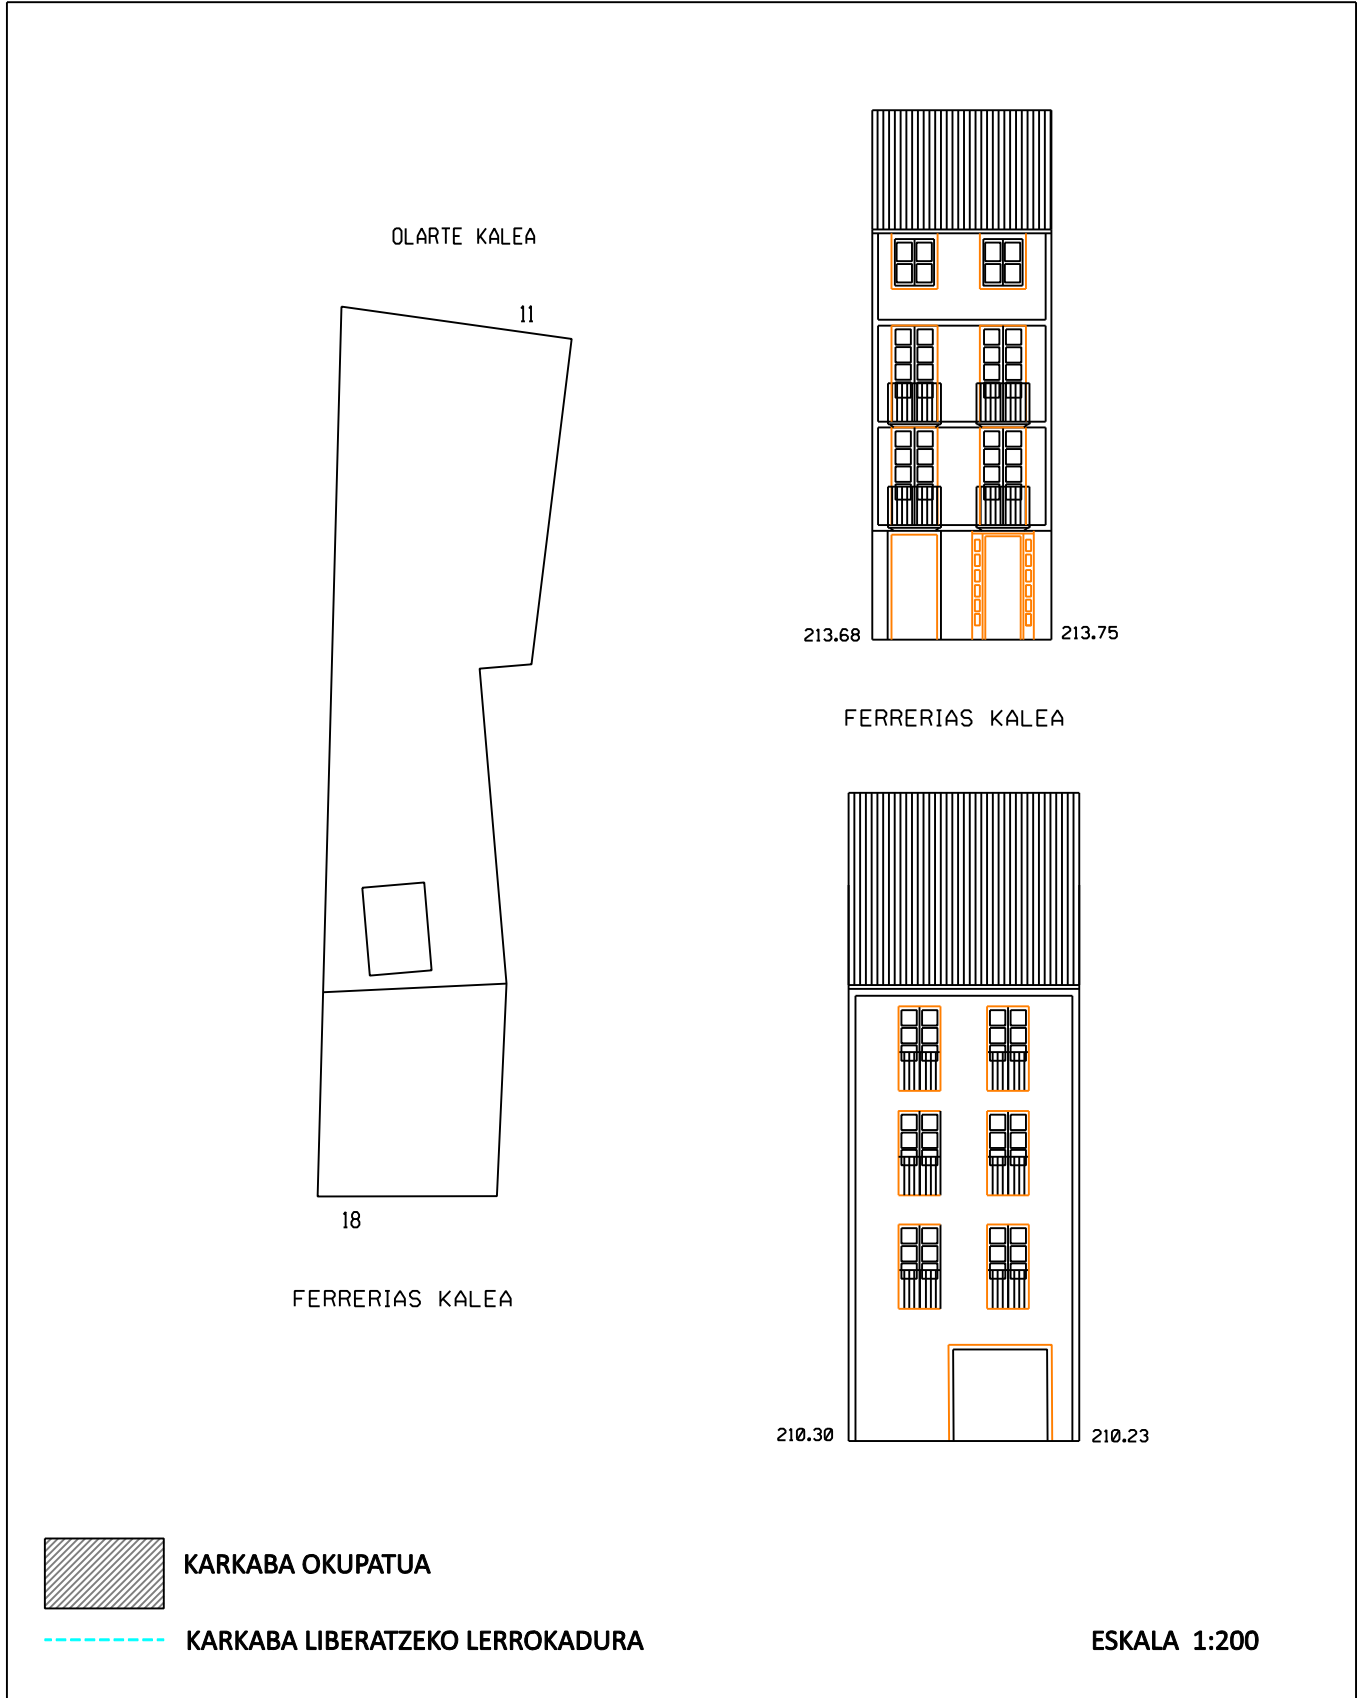 OLARTE KALEA
11
213.68
213.75
FERRERIAS KALEA
18
FERRERIAS KALEA
210.30
210.23
KARKABA OKUPATUA
KARKABA LIBERATZEKO LERROKADURA
ESKALA 1:200